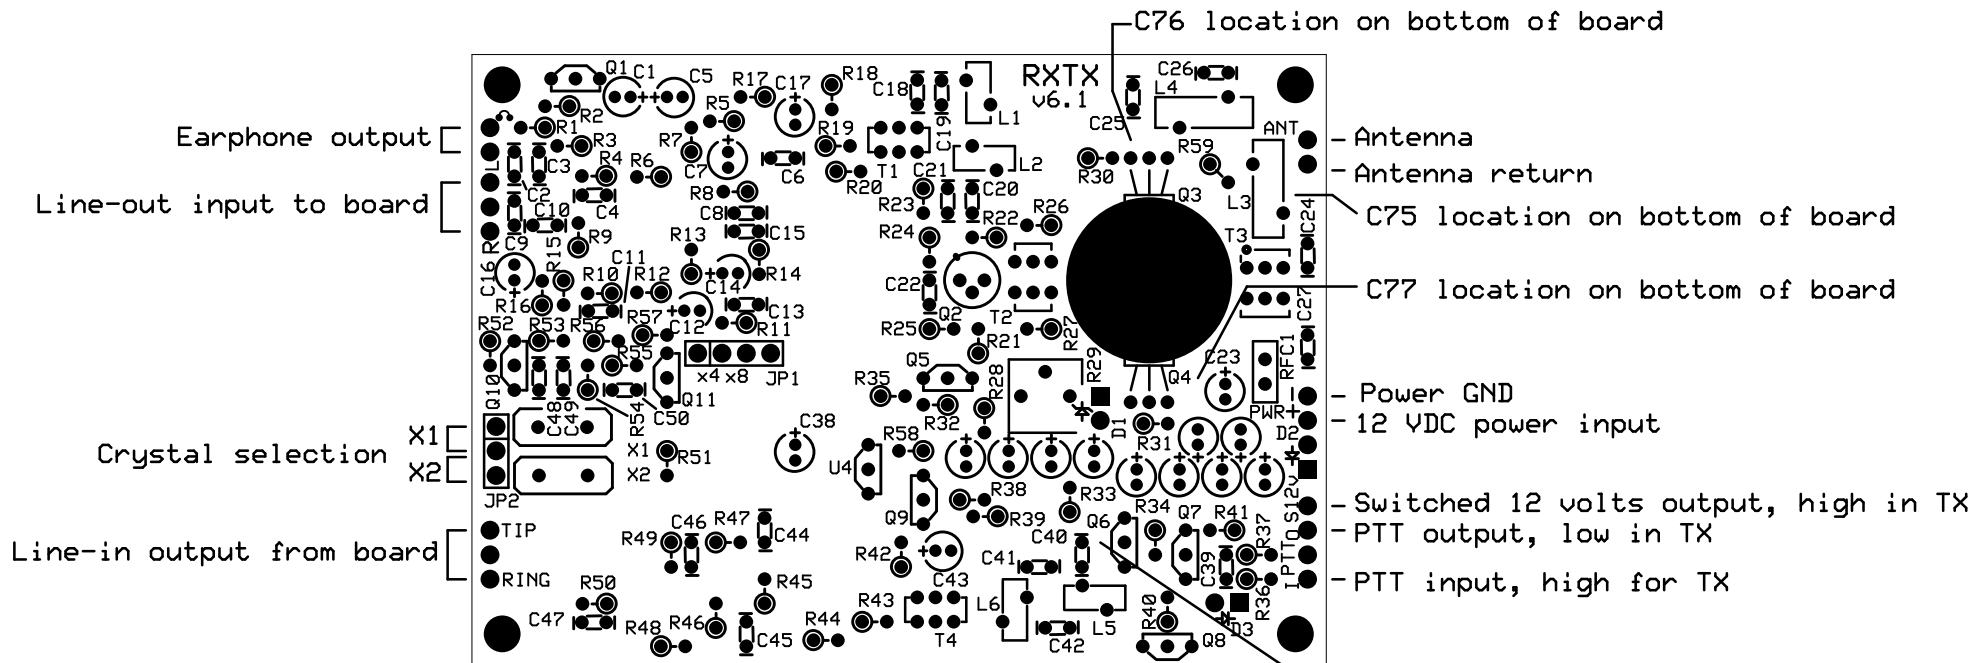 C76 location on bottom of board
Q1 C1 C5 R17 C17 R18 C18 RXTX C26
v6.1 L4
R2 R5 C19 L1 C25
Earphone output
R1 R3 R7 R19 ANT
Antenna
L C3 R4 R6 C7 C6 T1 L2 R59
Antenna return
R20 C21 R30
C2 R8 C20 Q3
Line-out input to board
C10 C4 C8 R23 R22 R26 L3
C75 location on bottom of board
R C9 R9 R13 C15 R24 T3 C24
C16 R15 C11
R10 R12 C14 R14 C22
C77 location on bottom of board
R16 C13 Q2 T2 C27
R52 R53 R56 R57 C12 R11 R25 R27
R55 R21 RFC1
x4 x8 JP1 Q5 R28 R29 Q4 C23
Q10 C48 C49 R54 C50 Q11 R35 R32
Power GND
PWR + -
12 VDC power input
X1
X2
Crystal selection
X1 R51 C38 R58 D1 R31 D2
X2 U4
JP2
R38 R33 S12v
Switched 12 volts output, high in TX
TIP R49 C46 R47 C44 Q9 R39 Q6 R34 Q7 R41 R37 O
PTT output, low in TX
Line-in output from board
R42 C41 C40 C39 PTT
RING R50 R45 C43 I
PTT input, high for TX
C47 R48 R46 C45 R44 R43 T4 L6 C42 L5 R40 Q8 D3 R36